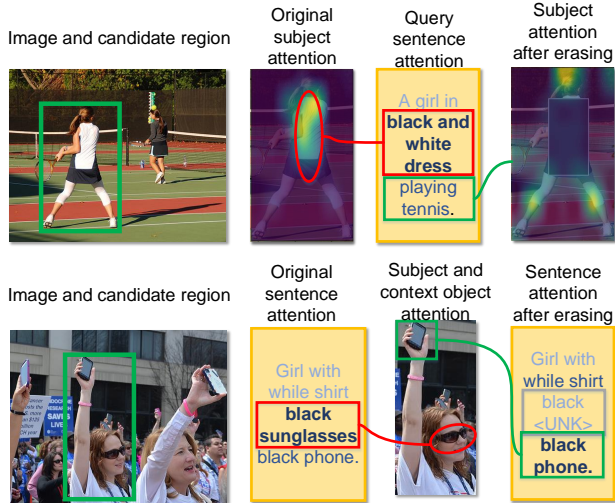 Original
subject
attention
Query
sentence
attention
Subject
attention
after erasing
Image and candidate region
A girl in
black and
white
dress
playing
tennis.
Original
sentence
attention
Subject and
context object
attention
Sentence
attention
after erasing
Image and candidate region
SAVES
Girl with
while shirt
black
sunglasses
black phone.
Girl with
while shirt
black
<UNK>
black
phone.